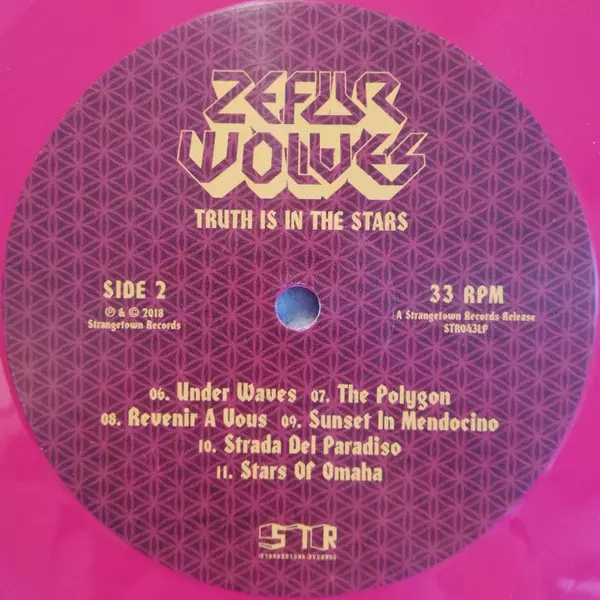 ZEFUR
WOLVES
TRUTH IS IN THE STARS
SIDE 2
℗ & © 2018
Strangetown Records
33 RPM
A Strangetown Records Release
STR043LP
06. Under Waves 07. The Polygon
08. Revenir A Vous 09. Sunset In Mendocino
10. Strada Del Paradiso
11. Stars Of Omaha
STR
STRANGETOWN RECORDS